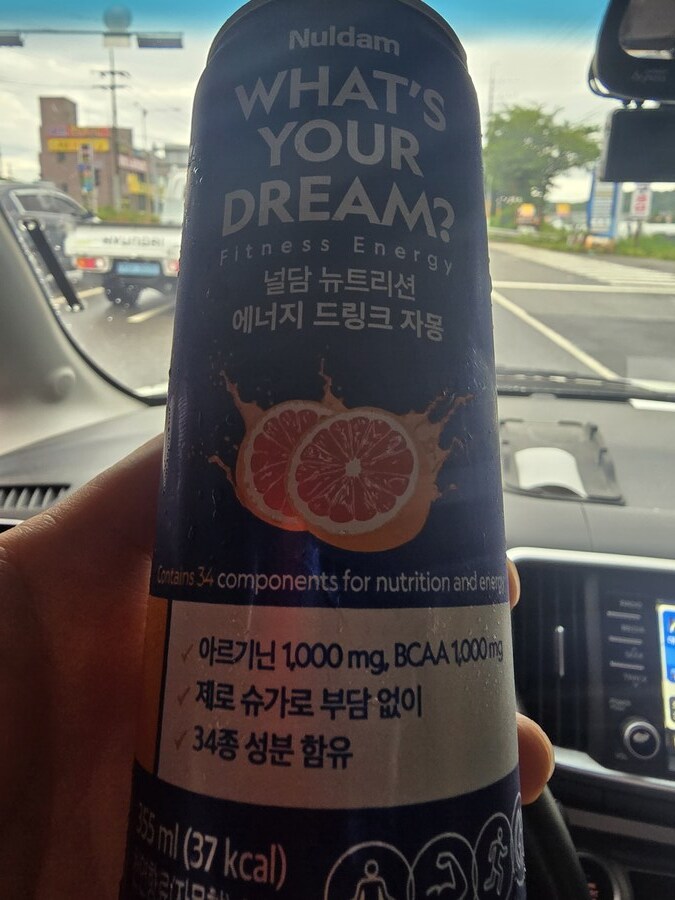 Nuldam
WHAT'S
YOUR
DREAM?
Fitness Energy
널담 뉴트리션
에너지 드링크 자몽
Contains 34 components for nutrition and energy
아르기닌 1,000 mg, BCAA 1,000 mg
제로 슈가로 부담 없이
34종 성분 함유
355 ml (37 kcal)